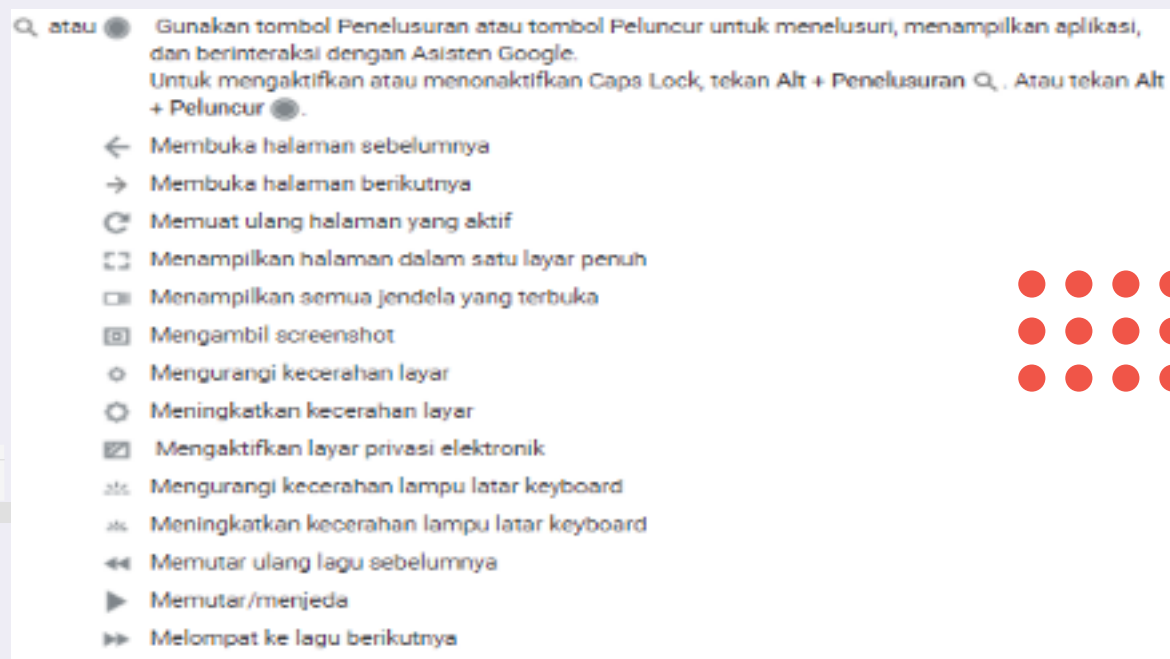 atau Gunakan tombol Penelusuran atau tombol Peluncur untuk menelusuri, menampilkan aplikasi,
dan berinteraksi dengan Asisten Google.
Untuk mengaktifkan atau menonaktifkan Caps Lock, tekan Alt + Penelusuran . Atau tekan Alt
+ Peluncur .
Membuka halaman sebelumnya
Membuka halaman berikutnya
Memuat ulang halaman yang aktif
Menampilkan halaman dalam satu layar penuh
Menampilkan semua jendela yang terbuka
Mengambil screenshot
Mengurangi kecerahan layar
Meningkatkan kecerahan layar
Mengaktifkan layar privasi elektronik
Mengurangi kecerahan lampu latar keyboard
Meningkatkan kecerahan lampu latar keyboard
Memutar ulang lagu sebelumnya
Memutar/menjeda
Melompat ke lagu berikutnya